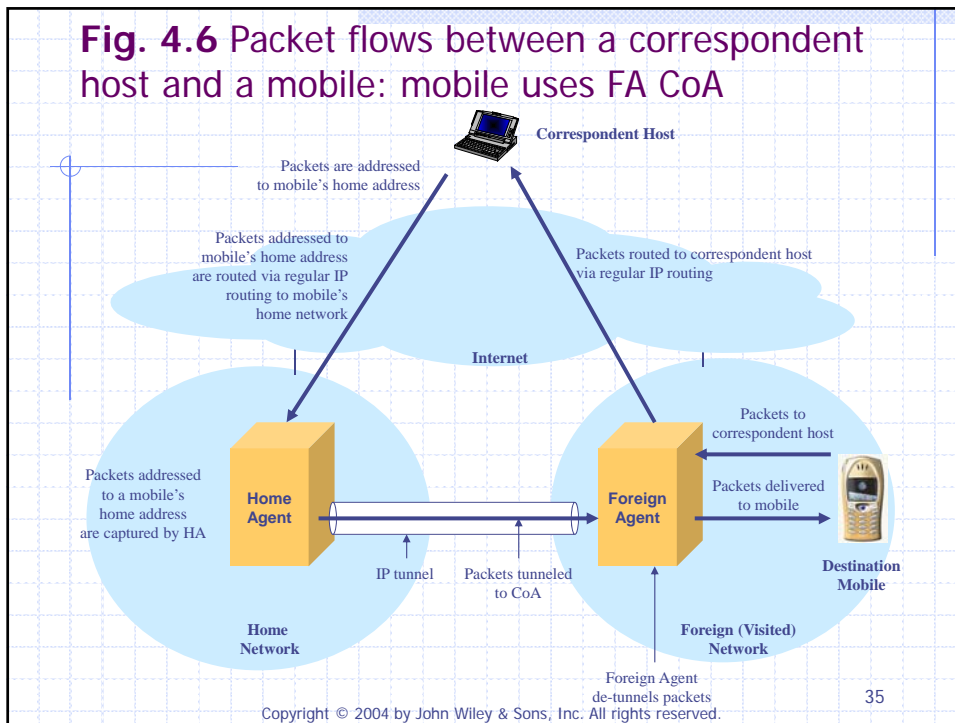 Fig. 4.6 Packet flows between a correspondent
host and a mobile: mobile uses FA CoA
Correspondent Host
Packets are addressed
to mobile's home address
Packets addressed to
mobile's home address
are routed via regular IP
routing to mobile's
home network
Packets routed to correspondent host
via regular IP routing
Internet
Packets to
correspondent host
Packets addressed
to a mobile's
home address
are captured by HA
Home
Agent
Foreign
Agent
Packets delivered
to mobile
IP tunnel
Packets tunneled
to CoA
Destination
Mobile
Home
Network
Foreign (Visited)
Network
Foreign Agent
de-tunnels packets
35
Copyright © 2004 by John Wiley & Sons, Inc. All rights reserved.